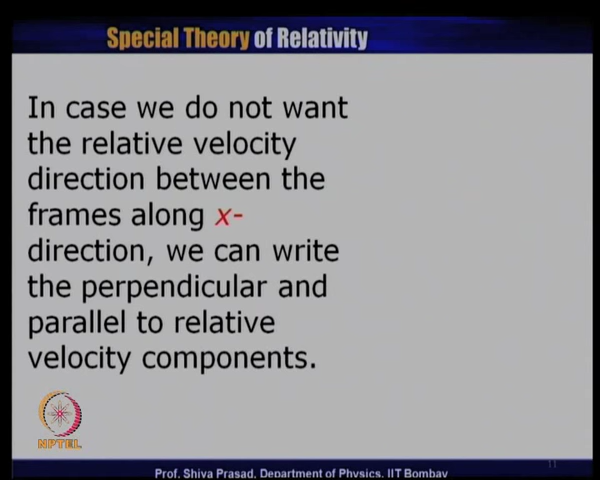 Special Theory of Relativity
In case we do not want
the relative velocity
direction between the
frames along x-
direction, we can write
the perpendicular and
parallel to relative
velocity components.
NPTEL
Prof. Shiva Prasad, Department of Physics, IIT Bombay
11